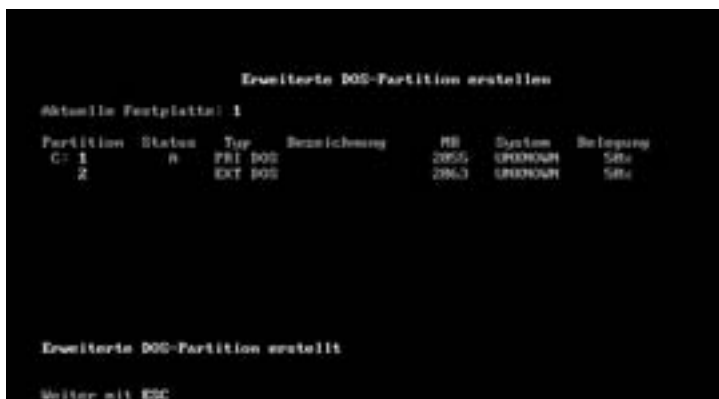 Erweiterte DOS-Partition erstellen
Aktuelle Festplatte: 1
Partition Status Typ Bezeichnung MB System Belegung
C: 1 A PRI DOS 2055 UNKNOWN 50%
2 EXT DOS 2063 UNKNOWN 50%
Erweiterte DOS-Partition erstellt
Weiter mit ESC